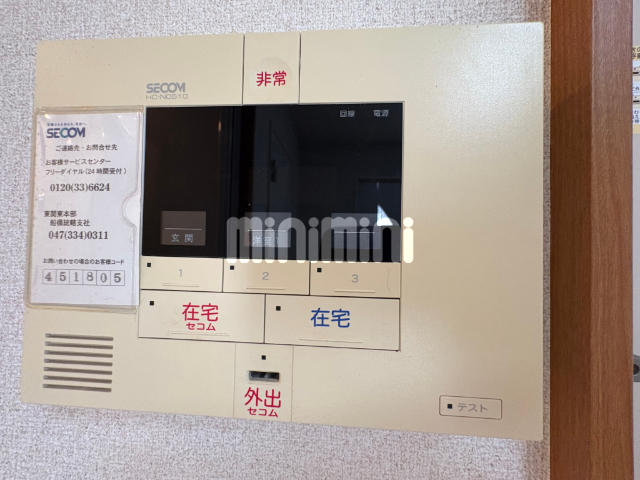 非常
SECOM
HC-NC510
回線 電源
SECOM
ご連絡先・お問合せ先
お客様サービスセンター
フリーダイヤル(24時間受付)
0120(33)6624
東関東本部
船橋統轄支社
047(334)0311
お問い合わせの場合のお客様コード
451805
minimini
玄関
1 2 3
在宅
セコム
在宅
外出
セコム
テスト